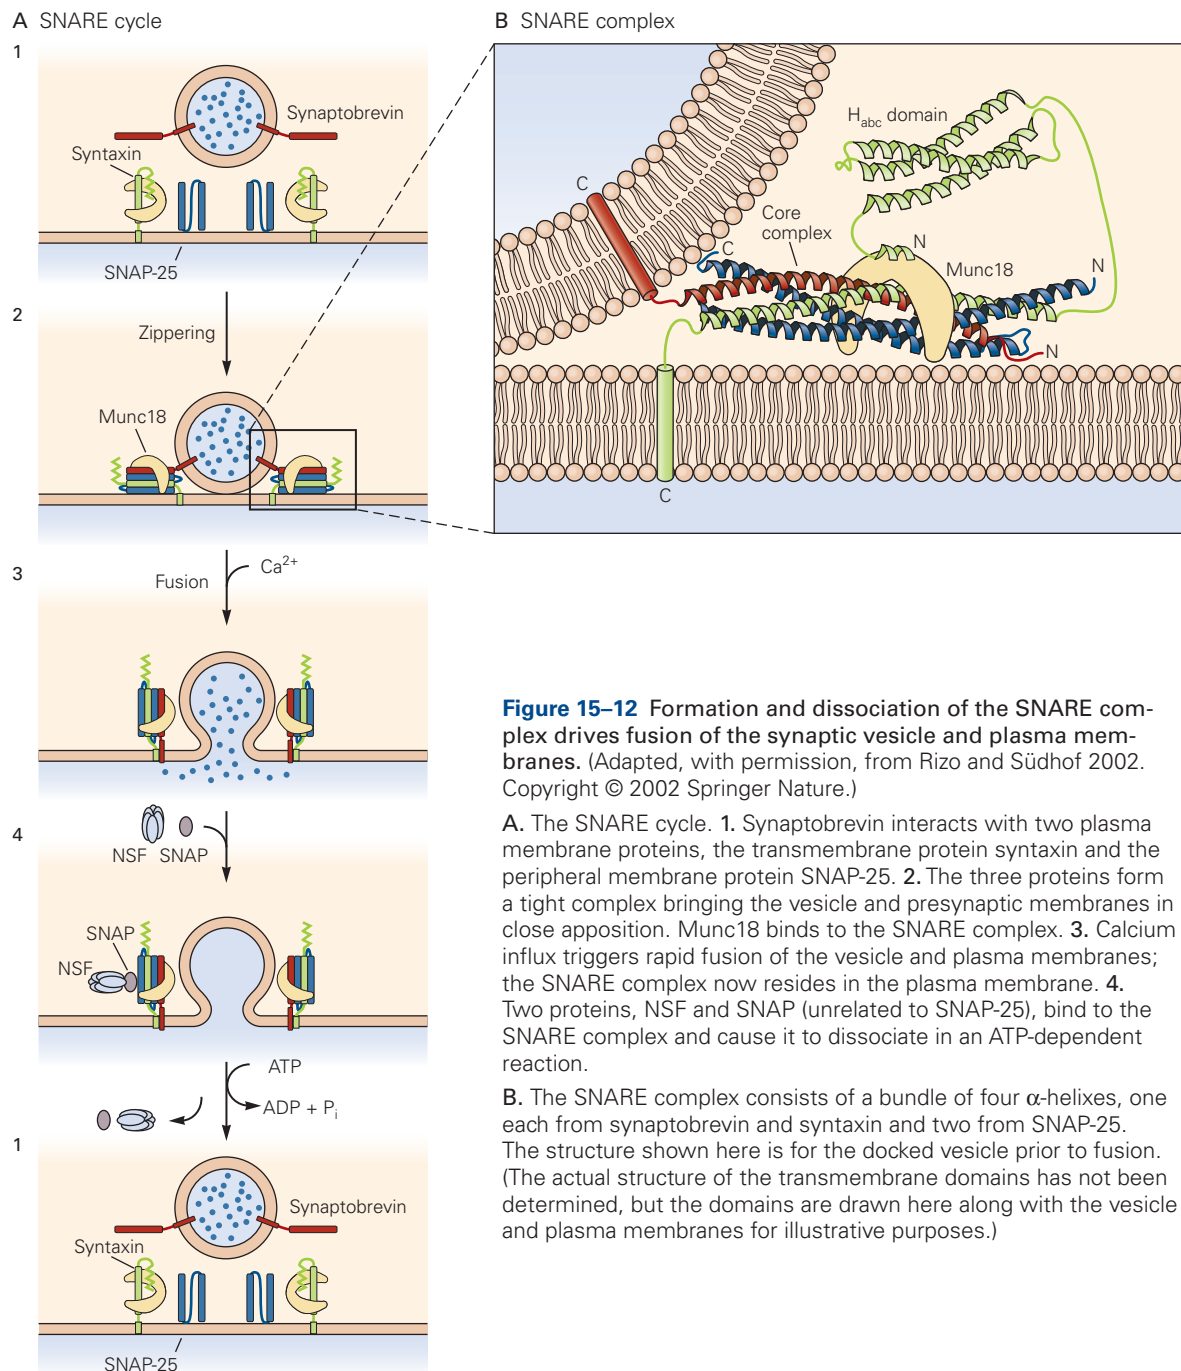 A SNARE cycle
1
Synaptobrevin
Syntaxin
SNAP-25
2
Zippering
Munc18
3
Fusion
Ca2+
4
NSF SNAP
SNAP
NSF
ATP
ADP + Pi
1
Synaptobrevin
Syntaxin
SNAP-25
B SNARE complex
Habc domain
C
Core
complex
C
N
Munc18
N
N
C
Figure 15–12 Formation and dissociation of the SNARE com-
plex drives fusion of the synaptic vesicle and plasma mem-
branes. (Adapted, with permission, from Rizo and Südhof 2002.
Copyright © 2002 Springer Nature.)
A. The SNARE cycle. 1. Synaptobrevin interacts with two plasma
membrane proteins, the transmembrane protein syntaxin and the
peripheral membrane protein SNAP-25. 2. The three proteins form
a tight complex bringing the vesicle and presynaptic membranes in
close apposition. Munc18 binds to the SNARE complex. 3. Calcium
influx triggers rapid fusion of the vesicle and plasma membranes;
the SNARE complex now resides in the plasma membrane. 4.
Two proteins, NSF and SNAP (unrelated to SNAP-25), bind to the
SNARE complex and cause it to dissociate in an ATP-dependent
reaction.
B. The SNARE complex consists of a bundle of four α-helixes, one
each from synaptobrevin and syntaxin and two from SNAP-25.
The structure shown here is for the docked vesicle prior to fusion.
(The actual structure of the transmembrane domains has not been
determined, but the domains are drawn here along with the vesicle
and plasma membranes for illustrative purposes.)